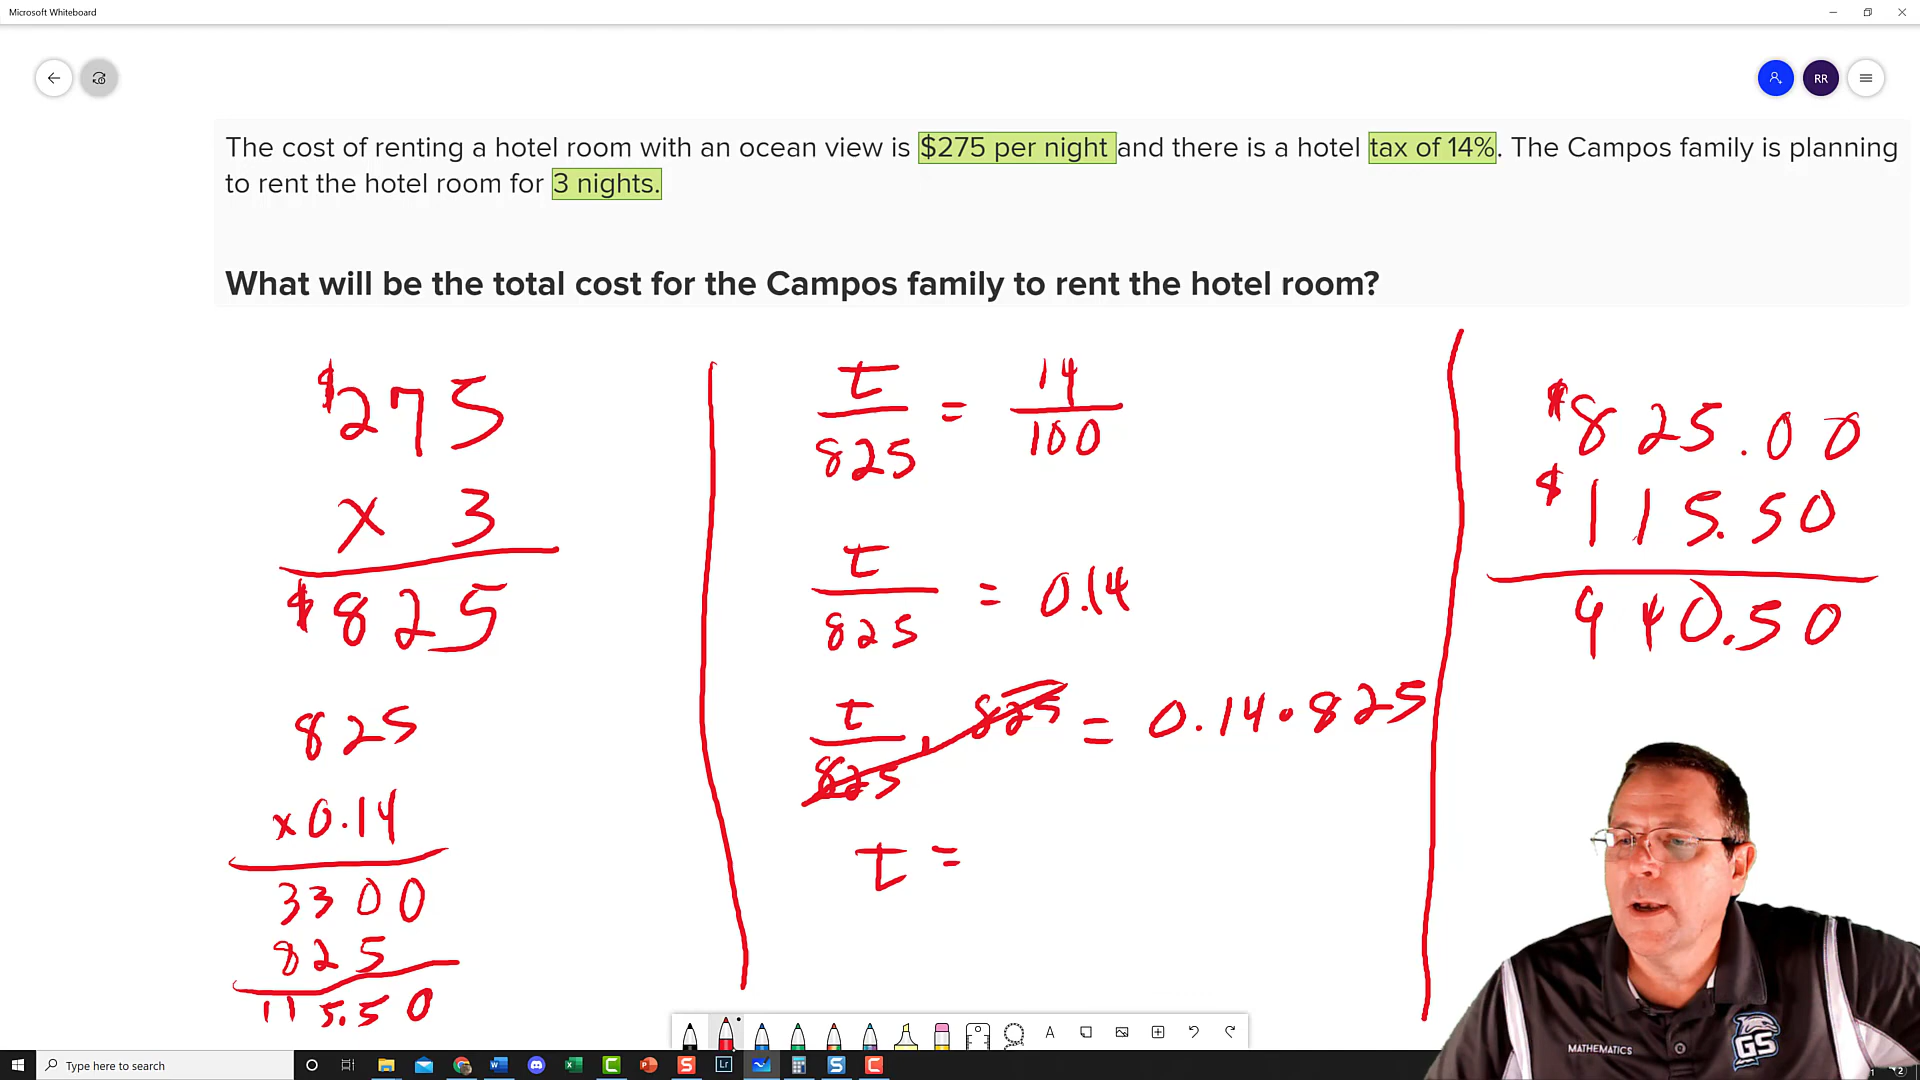 Microsoft Whiteboard
RR
The cost of renting a hotel room with an ocean view is $275 per night and there is a hotel tax of 14%. The Campos family is planning
to rent the hotel room for 3 nights.
What will be the total cost for the Campos family to rent the hotel room?
$275
x 3
$825
825
x0.14
3300
825
115.50
t/825 = 14/100
t/825 = 0.14
t/825 · 825 = 0.14 · 825
t =
$825.00
$115.50
940.50
A
Type here to search
Lr
MATHEMATICS
GS